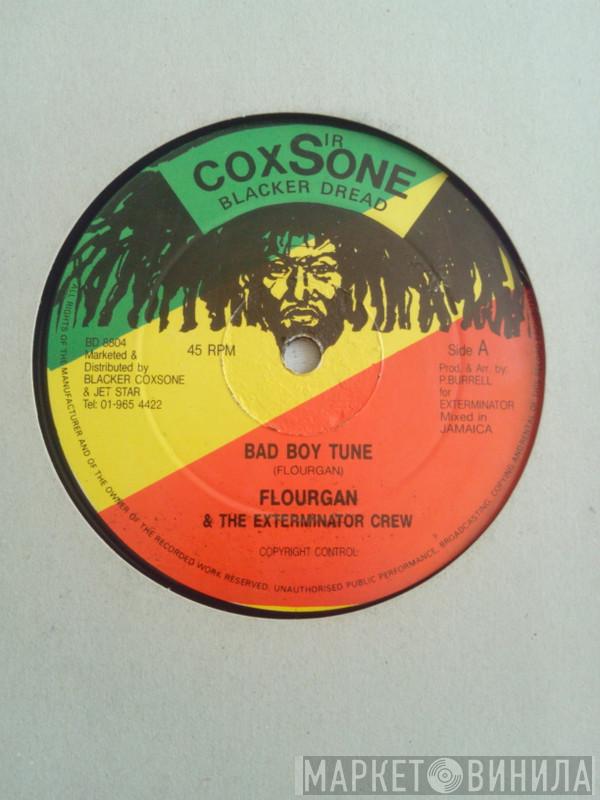 SIR
COXSONE
BLACKER DREAD
BD 8804
Marketed &
Distributed by
BLACKER COXSONE
& JET STAR
Tel: 01-965 4422
45 RPM
Side A
Prod. & Arr. by:
P.BURRELL
for
EXTERMINATOR
Mixed in
JAMAICA
BAD BOY TUNE
(FLOURGAN)
FLOURGAN
& THE EXTERMINATOR CREW
COPYRIGHT CONTROL
ALL RIGHTS OF THE MANUFACTURER AND OF THE OWNER OF THE RECORDED WORK RESERVED. UNAUTHORISED PUBLIC PERFORMANCE, BROADCASTING, COPYING
МАРКЕТ ВИНИЛА